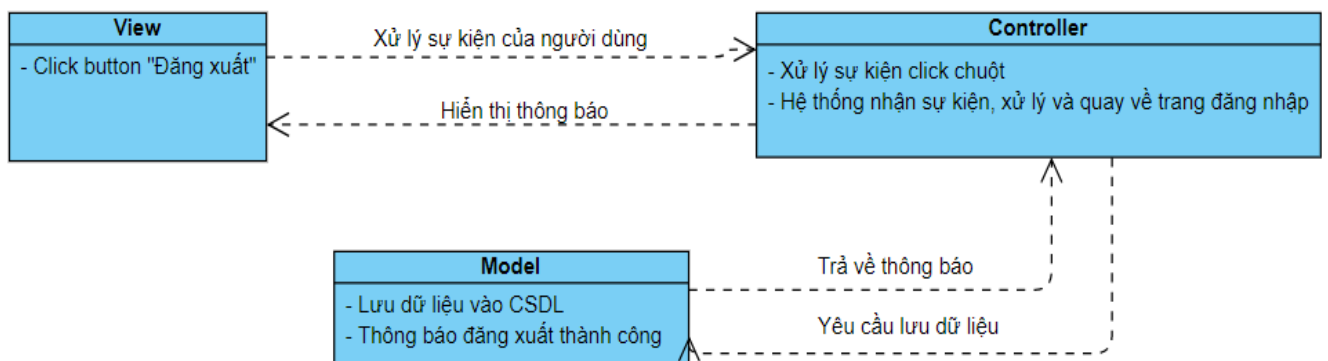 View
- Click button "Đăng xuất"
Xử lý sự kiện của người dùng
Hiển thị thông báo
Controller
- Xử lý sự kiện click chuột
- Hệ thống nhận sự kiện, xử lý và quay về trang đăng nhập
Model
- Lưu dữ liệu vào CSDL
- Thông báo đăng xuất thành công
Trả về thông báo
Yêu cầu lưu dữ liệu